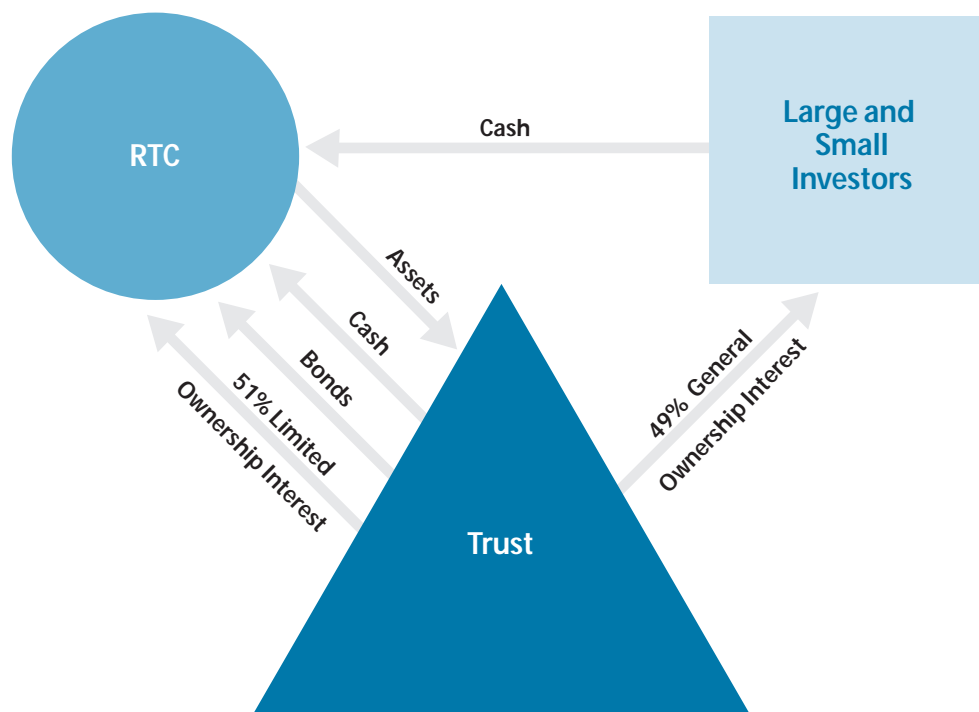 RTC
Cash
Large and
Small
Investors
Assets
Cash
Bonds
51% Limited
Ownership Interest
49% General
Ownership Interest
Trust